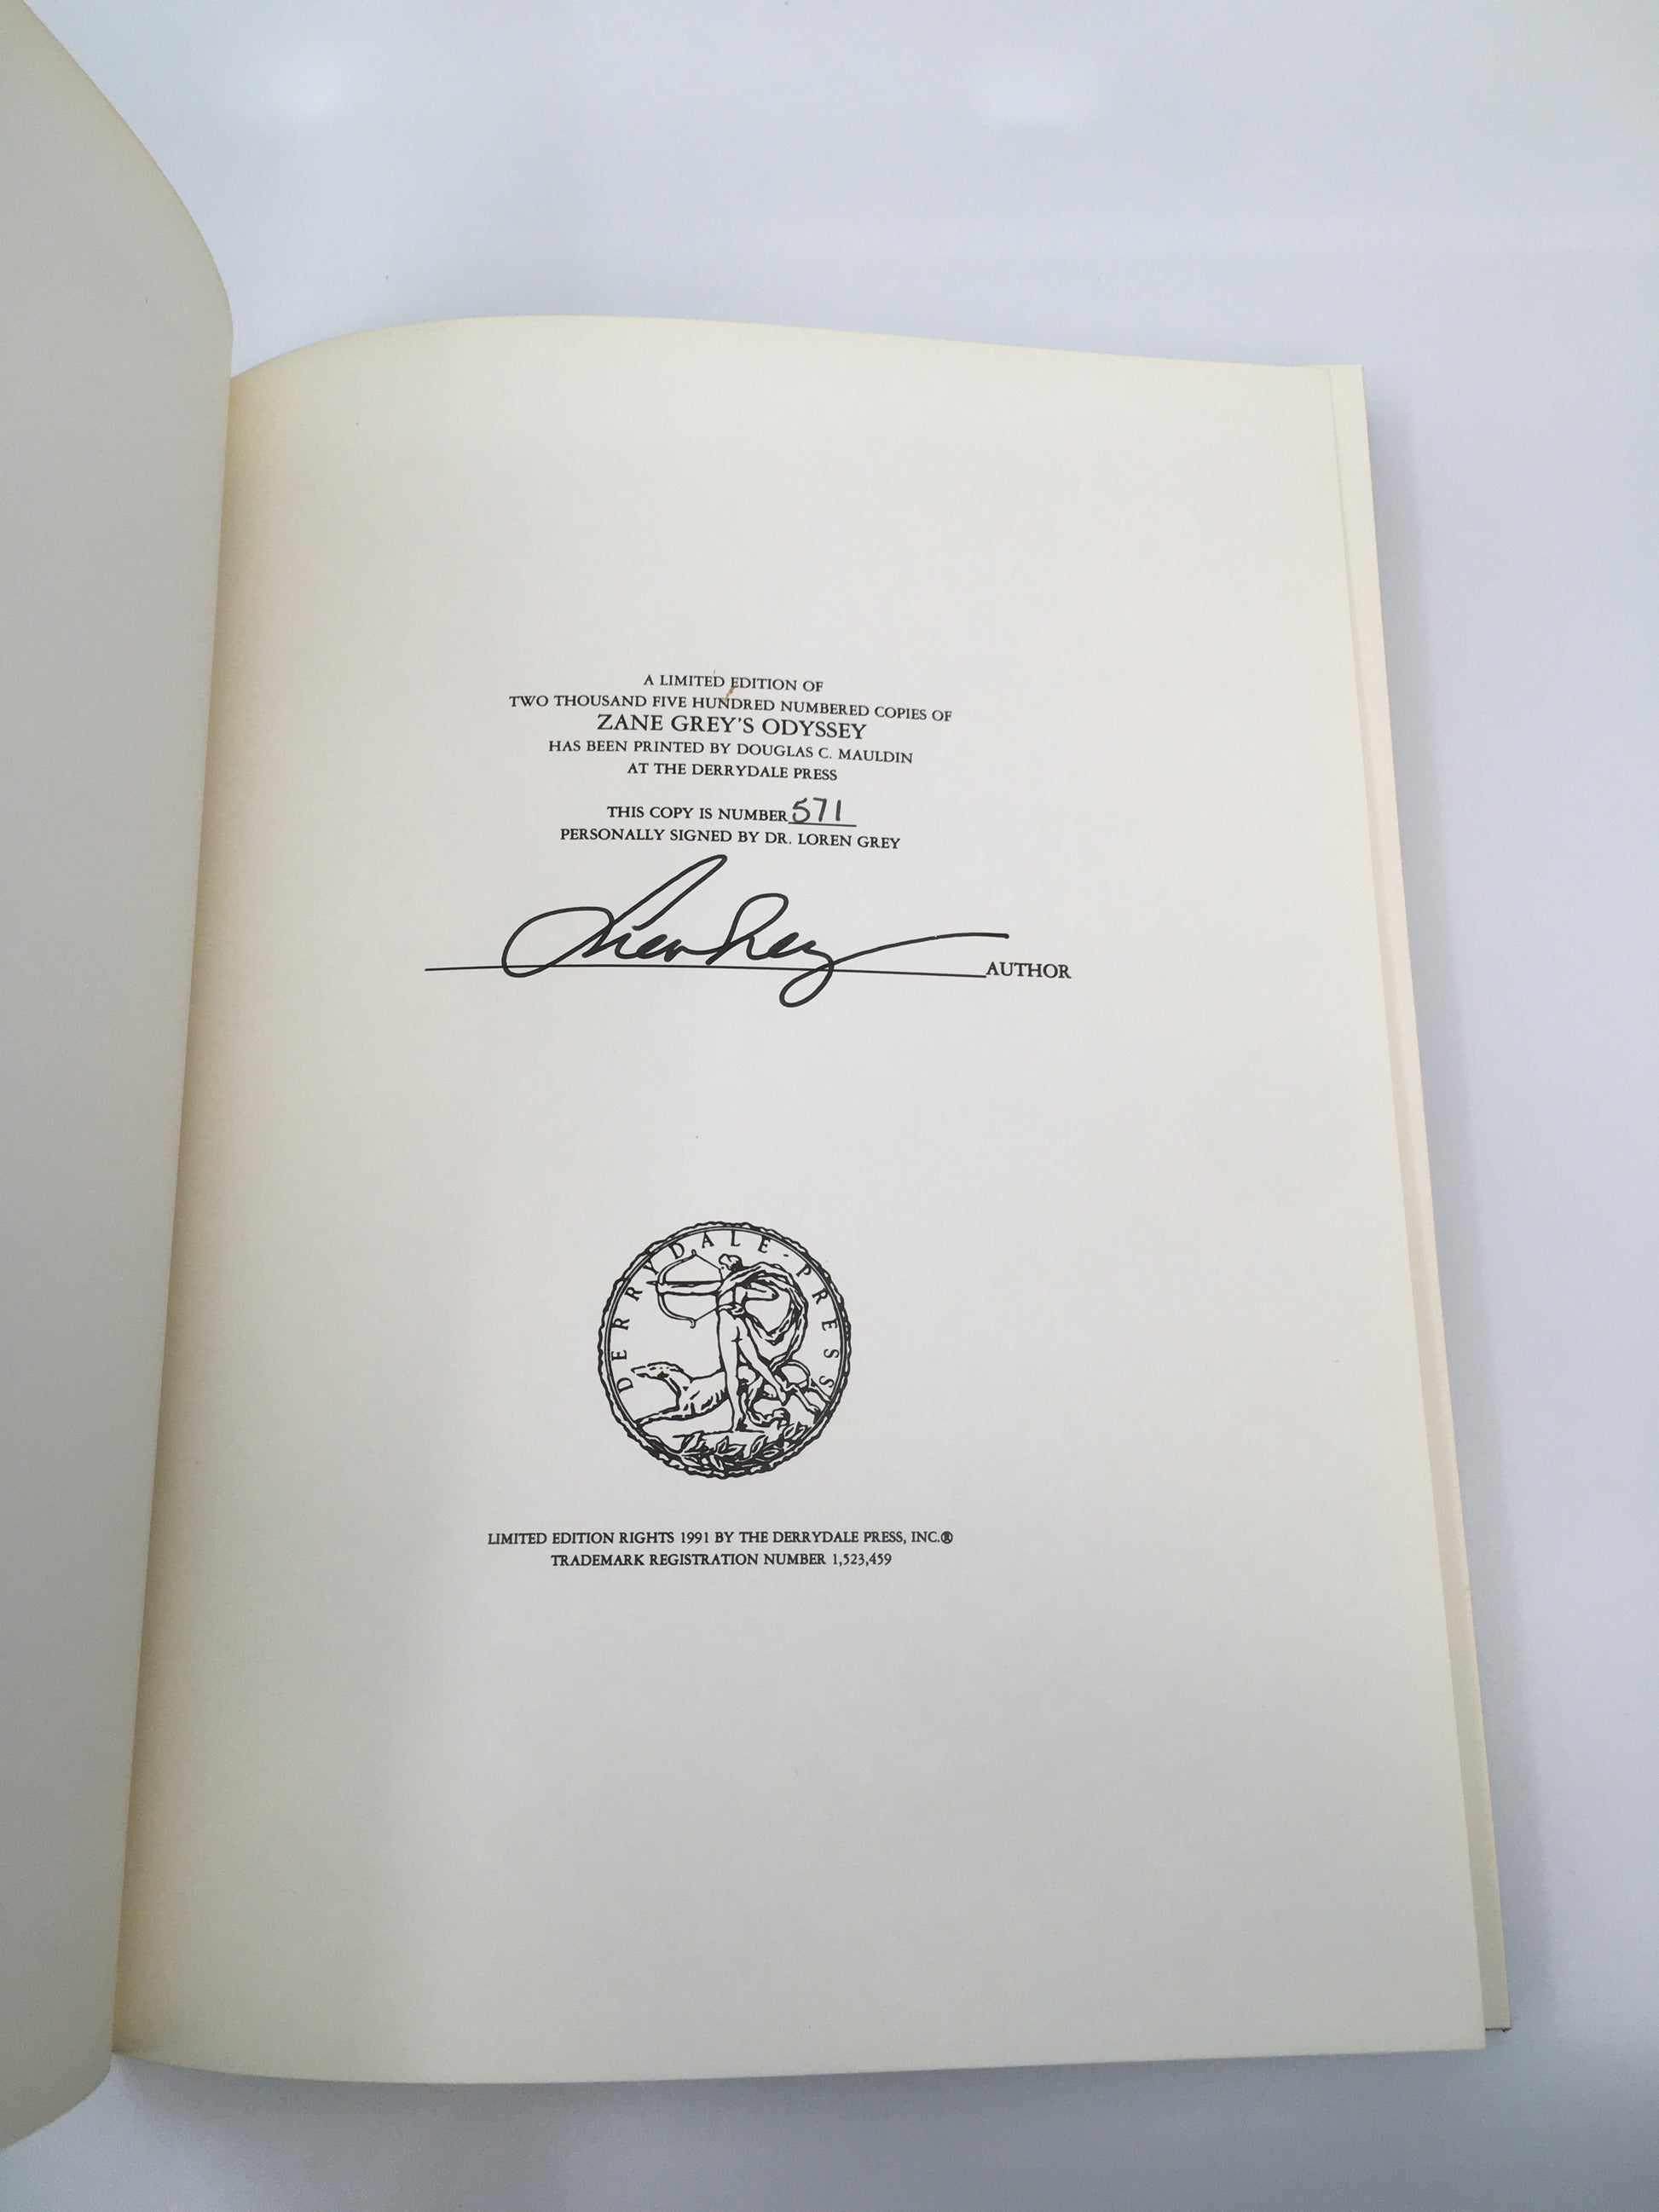 A LIMITED EDITION OF
TWO THOUSAND FIVE HUNDRED NUMBERED COPIES OF
ZANE GREY'S ODYSSEY
HAS BEEN PRINTED BY DOUGLAS C. MAULDIN
AT THE DERRYDALE PRESS
THIS COPY IS NUMBER 571
PERSONALLY SIGNED BY DR. LOREN GREY
Loren Grey AUTHOR
DERRYDALE-PRESS
LIMITED EDITION RIGHTS 1991 BY THE DERRYDALE PRESS, INC.®
TRADEMARK REGISTRATION NUMBER 1,523,459